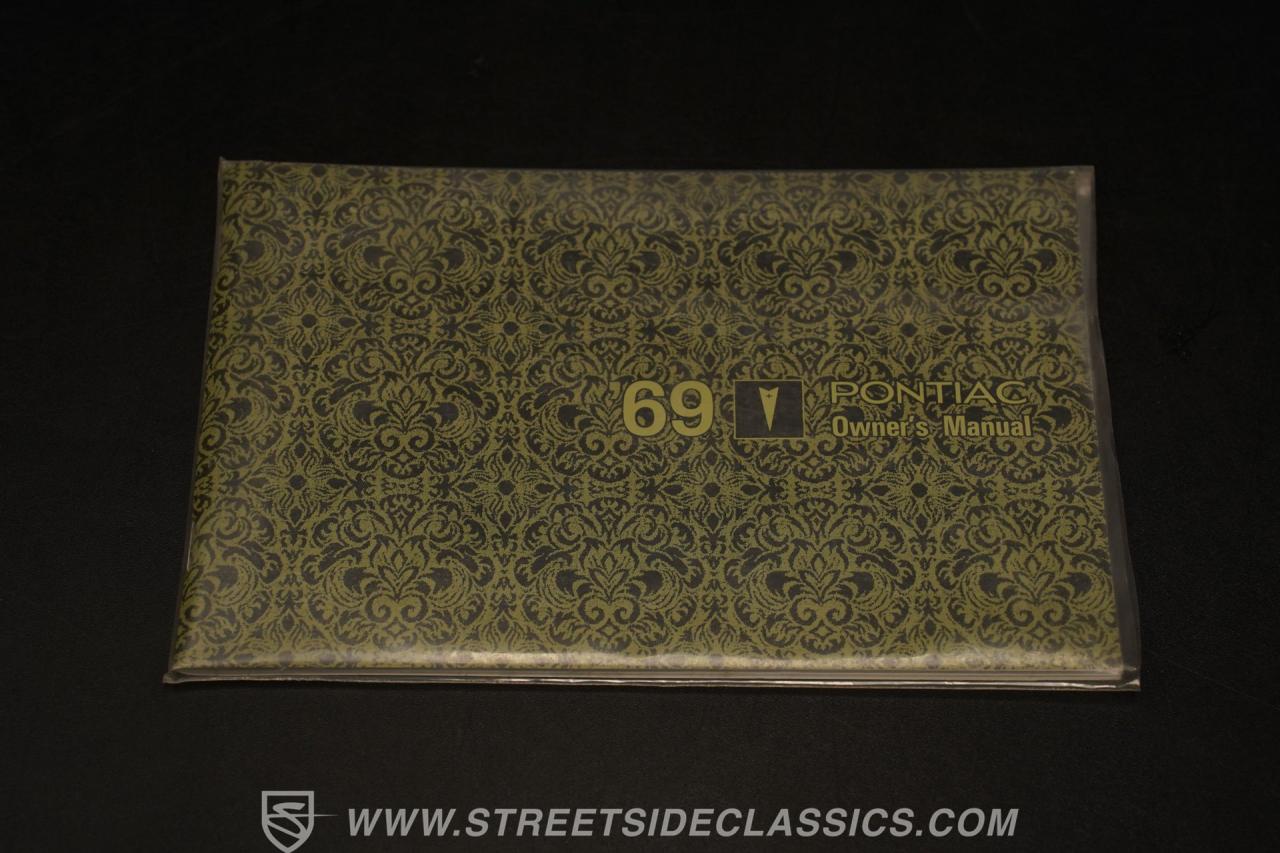 '69 PONTIAC
Owner's Manual
WWW.STREETSIDECLASSICS.COM